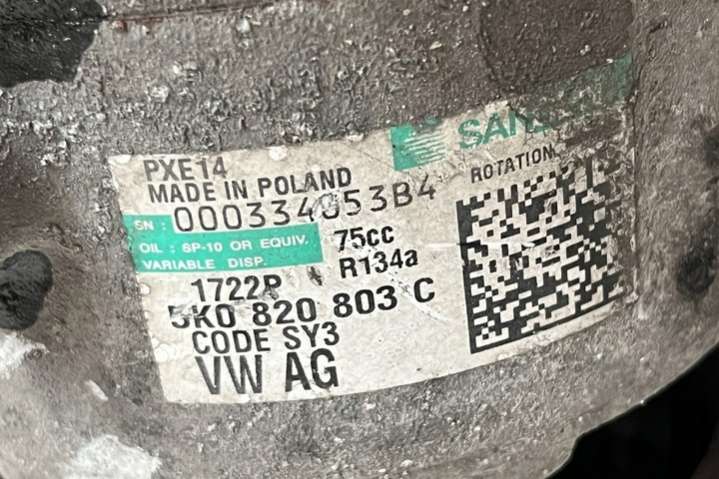 PXE14
MADE IN POLAND
ROTATION
SN : 000334053B4
OIL : SP-10 OR EQUIV.
75cc
VARIABLE DISP.
R134a
1722P
5K0 820 803 C
CODE SY3
VW AG